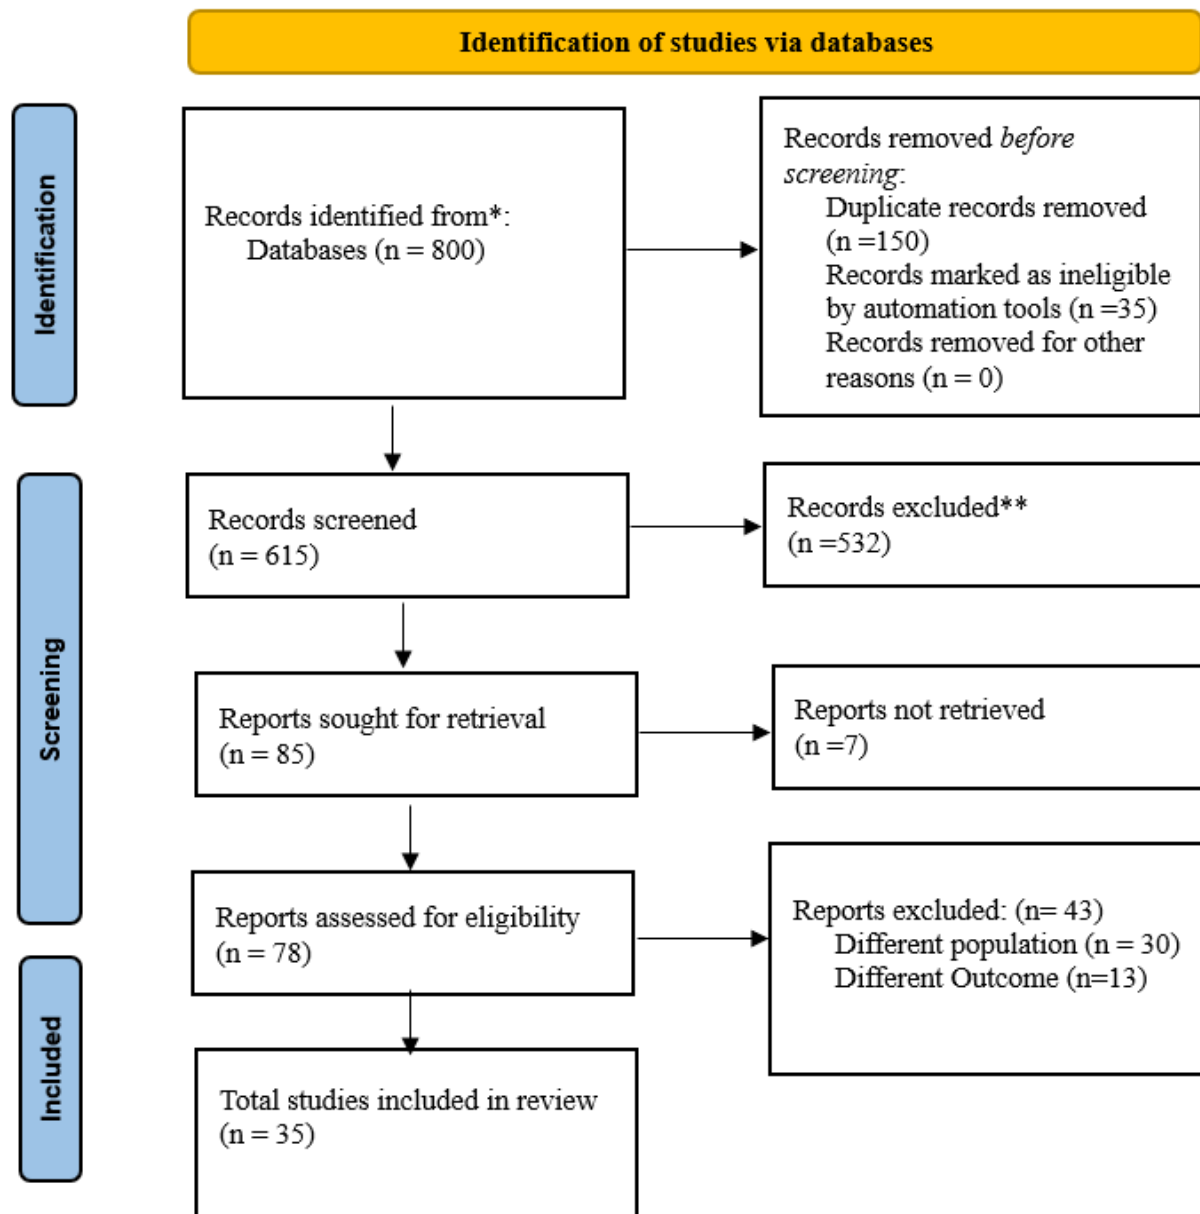 Identification of studies via databases
Identification
Records identified from*:
Databases (n = 800)
Records removed before
screening:
Duplicate records removed
(n =150)
Records marked as ineligible
by automation tools (n =35)
Records removed for other
reasons (n = 0)
Screening
Records screened
(n = 615)
Records excluded**
(n =532)
Reports sought for retrieval
(n = 85)
Reports not retrieved
(n =7)
Reports assessed for eligibility
(n = 78)
Reports excluded: (n= 43)
Different population (n = 30)
Different Outcome (n=13)
Included
Total studies included in review
(n = 35)